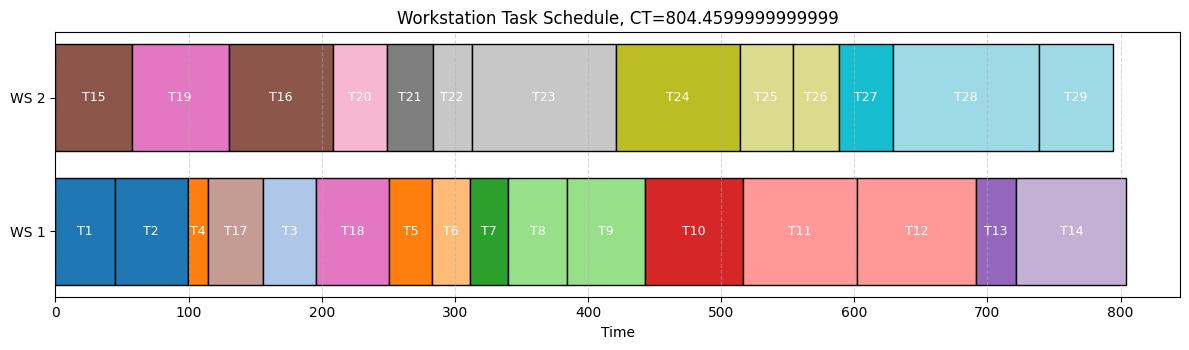 Workstation Task Schedule, CT=804.4599999999999
WS 2
T15 T19 T16 T20 T21 T22 T23 T24 T25 T26 T27 T28 T29
WS 1
T1 T2 T4 T17 T3 T18 T5 T6 T7 T8 T9 T10 T11 T12 T13 T14
0 100 200 300 400 500 600 700 800
Time